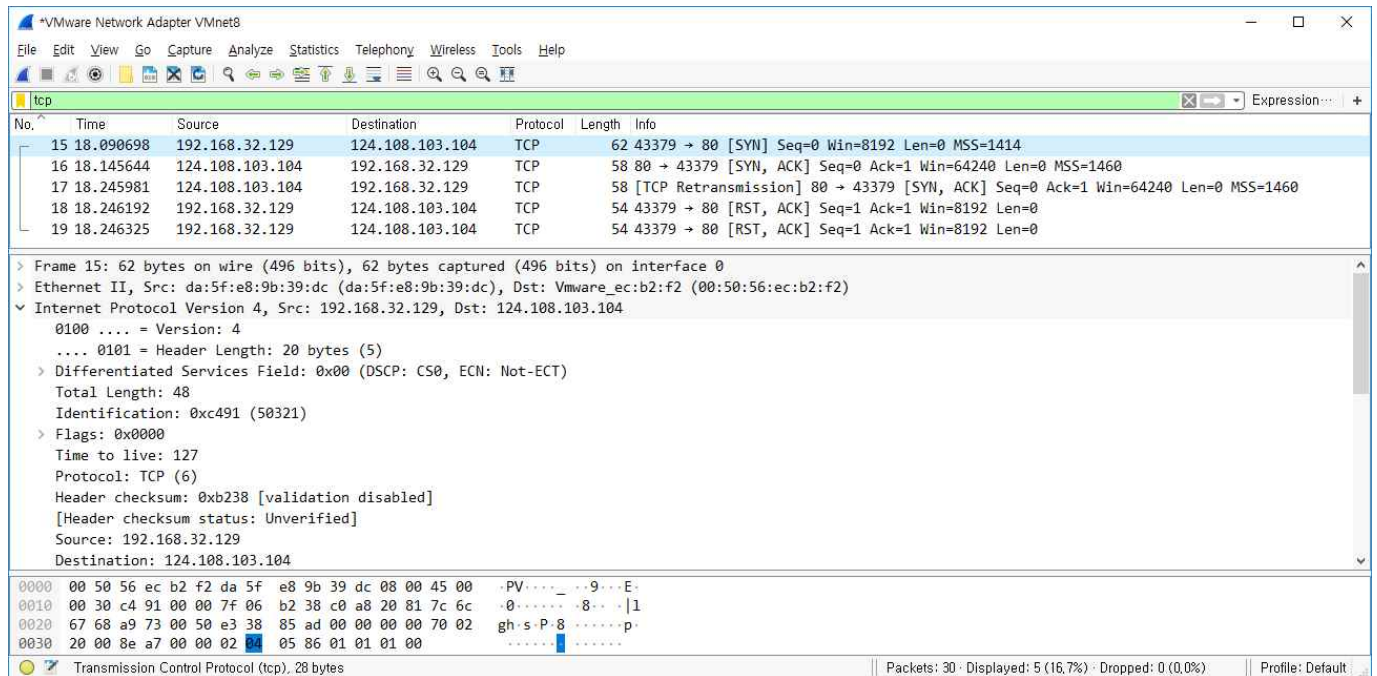 *VMware Network Adapter VMnet8
File Edit View Go Capture Analyze Statistics Telephony Wireless Tools Help
tcp Expression… +
No. Time Source Destination Protocol Length Info
15 18.090698 192.168.32.129 124.108.103.104 TCP 62 43379 → 80 [SYN] Seq=0 Win=8192 Len=0 MSS=1414
16 18.145644 124.108.103.104 192.168.32.129 TCP 58 80 → 43379 [SYN, ACK] Seq=0 Ack=1 Win=64240 Len=0 MSS=1460
17 18.245981 124.108.103.104 192.168.32.129 TCP 58 [TCP Retransmission] 80 → 43379 [SYN, ACK] Seq=0 Ack=1 Win=64240 Len=0 MSS=1460
18 18.246192 192.168.32.129 124.108.103.104 TCP 54 43379 → 80 [RST, ACK] Seq=1 Ack=1 Win=8192 Len=0
19 18.246325 192.168.32.129 124.108.103.104 TCP 54 43379 → 80 [RST, ACK] Seq=1 Ack=1 Win=8192 Len=0
> Frame 15: 62 bytes on wire (496 bits), 62 bytes captured (496 bits) on interface 0
> Ethernet II, Src: da:5f:e8:9b:39:dc (da:5f:e8:9b:39:dc), Dst: Vmware_ec:b2:f2 (00:50:56:ec:b2:f2)
Internet Protocol Version 4, Src: 192.168.32.129, Dst: 124.108.103.104
0100 .... = Version: 4
.... 0101 = Header Length: 20 bytes (5)
> Differentiated Services Field: 0x00 (DSCP: CS0, ECN: Not-ECT)
Total Length: 48
Identification: 0xc491 (50321)
> Flags: 0x0000
Time to live: 127
Protocol: TCP (6)
Header checksum: 0xb238 [validation disabled]
[Header checksum status: Unverified]
Source: 192.168.32.129
Destination: 124.108.103.104
0000 00 50 56 ec b2 f2 da 5f e8 9b 39 dc 08 00 45 00 ·PV····_ ··9···E·
0010 00 30 c4 91 00 00 7f 06 b2 38 c0 a8 20 81 7c 6c ·0······ ·8·· ·|l
0020 67 68 a9 73 00 50 e3 38 85 ad 00 00 00 00 70 02 gh·s·P·8 ······p·
0030 20 00 8e a7 00 00 02 04 05 86 01 01 01 00 ······· ······
Transmission Control Protocol (tcp), 28 bytes Packets: 30 · Displayed: 5 (16,7%) · Dropped: 0 (0,0%) Profile: Default